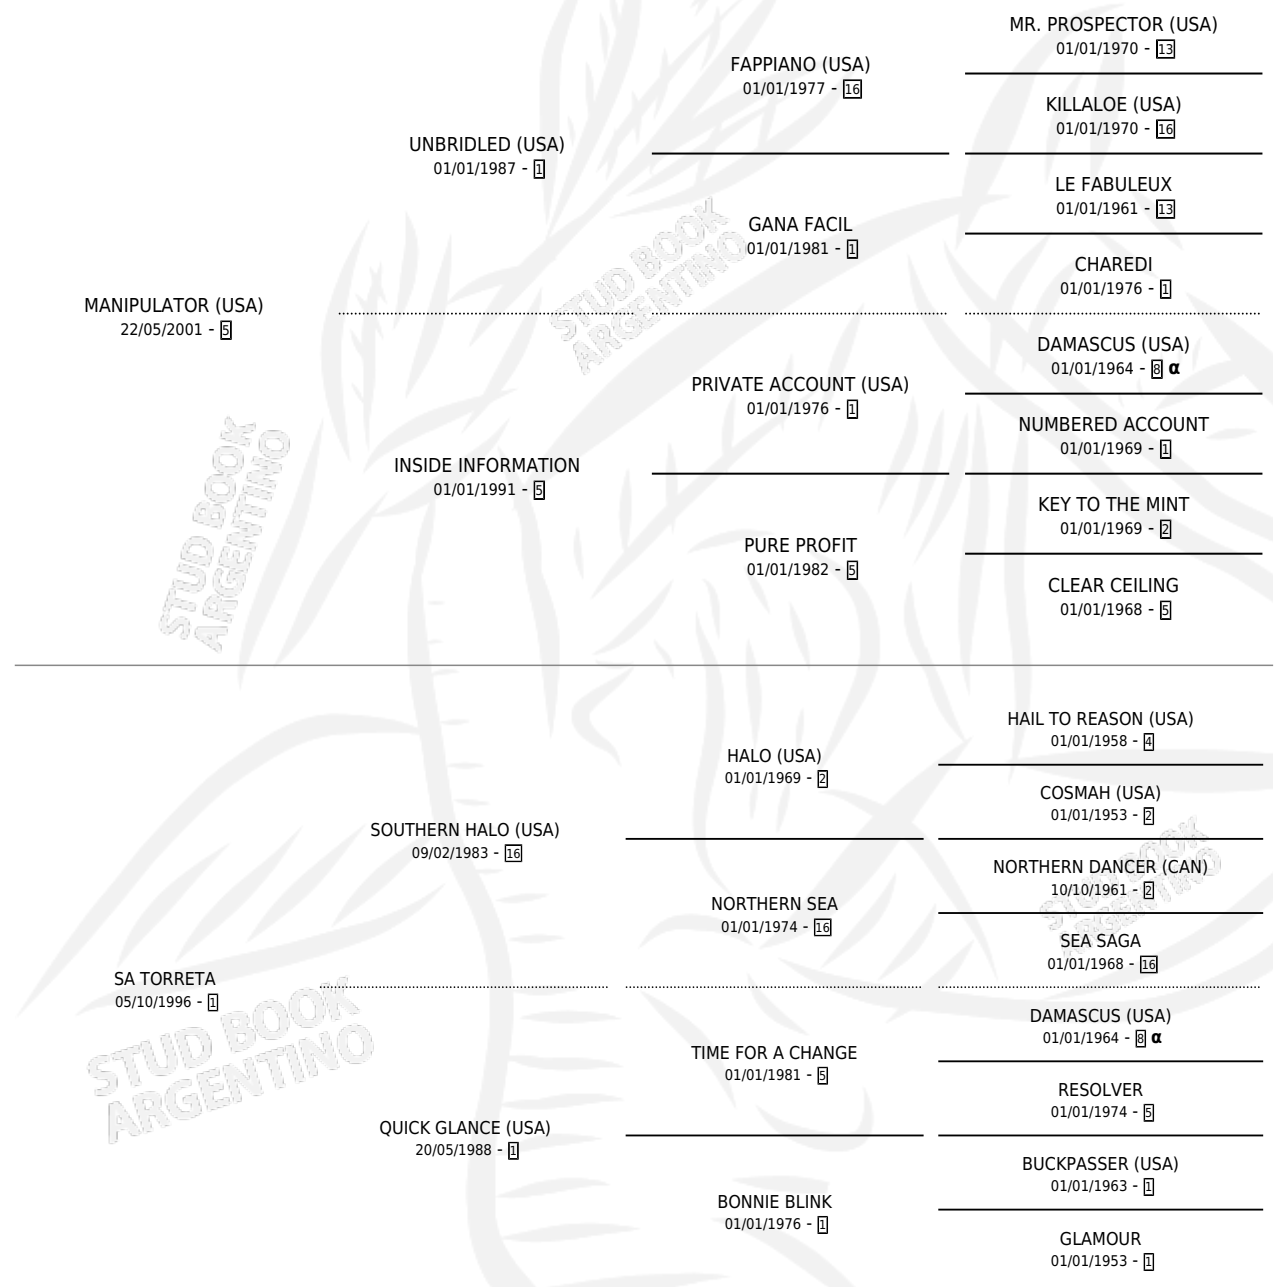 MR. PROSPECTOR (USA)
01/01/1970 - 13
FAPPIANO (USA)
01/01/1977 - 16
KILLALOE (USA)
01/01/1970 - 16
UNBRIDLED (USA)
01/01/1987 - 1
LE FABULEUX
01/01/1961 - 13
GANA FACIL
01/01/1981 - 1
CHAREDI
01/01/1976 - 1
MANIPULATOR (USA)
22/05/2001 - 5
DAMASCUS (USA)
01/01/1964 - 8 α
PRIVATE ACCOUNT (USA)
01/01/1976 - 1
NUMBERED ACCOUNT
01/01/1969 - 1
INSIDE INFORMATION
01/01/1991 - 5
KEY TO THE MINT
01/01/1969 - 2
PURE PROFIT
01/01/1982 - 5
CLEAR CEILING
01/01/1968 - 5
HAIL TO REASON (USA)
01/01/1958 - 4
HALO (USA)
01/01/1969 - 2
COSMAH (USA)
01/01/1953 - 2
SOUTHERN HALO (USA)
09/02/1983 - 16
NORTHERN DANCER (CAN)
10/10/1961 - 2
NORTHERN SEA
01/01/1974 - 16
SEA SAGA
01/01/1968 - 16
SA TORRETA
05/10/1996 - 1
DAMASCUS (USA)
01/01/1964 - 8 α
TIME FOR A CHANGE
01/01/1981 - 5
RESOLVER
01/01/1974 - 5
QUICK GLANCE (USA)
20/05/1988 - 1
BUCKPASSER (USA)
01/01/1963 - 1
BONNIE BLINK
01/01/1976 - 1
GLAMOUR
01/01/1953 - 1
STUD BOOK
ARGENTINO
STUD BOOK
ARGENTINO
STUD BOOK
ARGENTINO
STUD BOOK
ARGENTINO